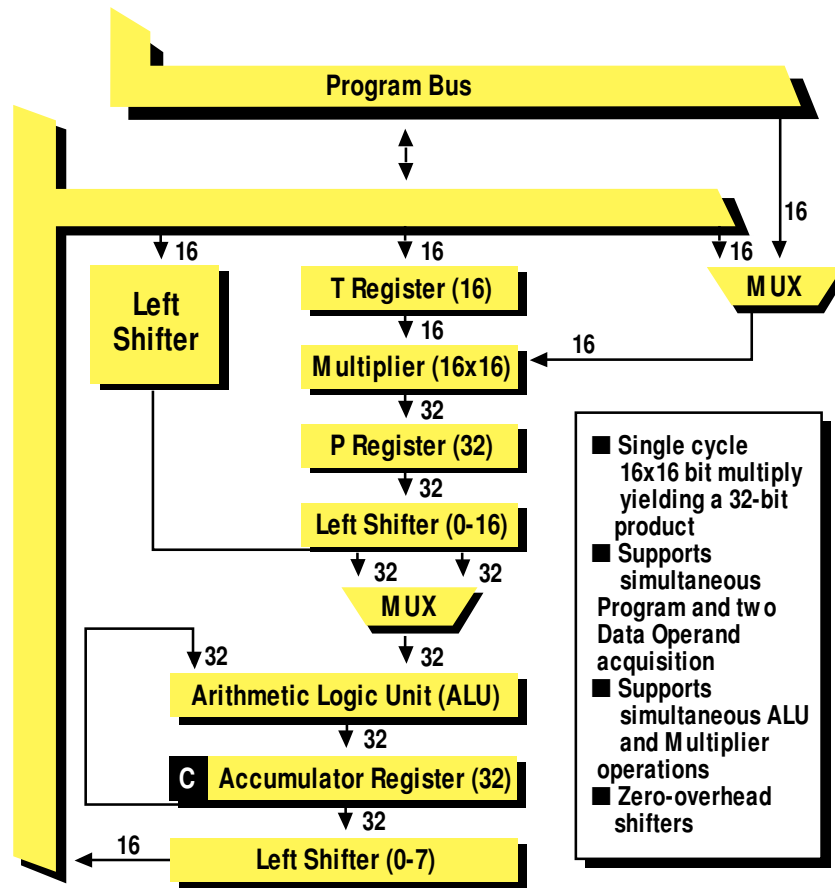 Program Bus
16
16
16
16
Left
Shifter
T Register (16)
MUX
16
16
Multiplier (16x16)
32
P Register (32)
32
Left Shifter (0-16)
32
32
MUX
32
32
Arithmetic Logic Unit (ALU)
32
C
Accumulator Register (32)
32
16
Left Shifter (0-7)
■ Single cycle
16x16 bit multiply
yielding a 32-bit
product
■ Supports
simultaneous
Program and two
Data Operand
acquisition
■ Supports
simultaneous ALU
and Multiplier
operations
■ Zero-overhead
shifters